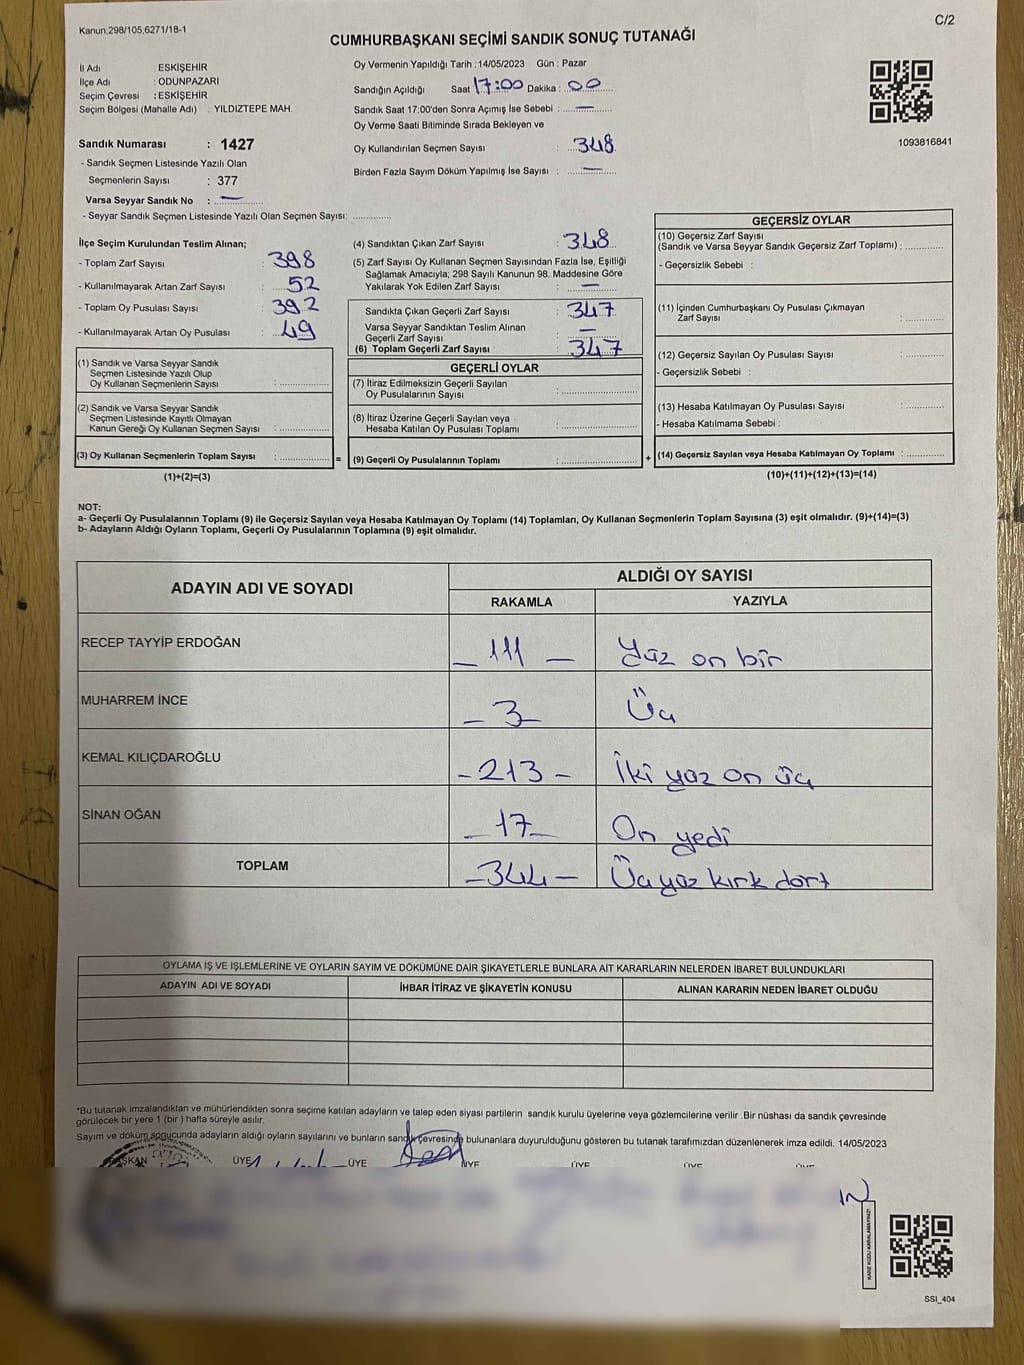 Kanun,298/105,6271/18-1
C/2
CUMHURBAŞKANI SEÇİMİ SANDIK SONUÇ TUTANAĞI
İl Adı : ESKİŞEHİR
İlçe Adı : ODUNPAZARI
Seçim Çevresi : ESKİŞEHİR
Seçim Bölgesi (Mahalle Adı) : YILDIZTEPE MAH.
Sandık Numarası : 1427
- Sandık Seçmen Listesinde Yazılı Olan
Seçmenlerin Sayısı : 377
Varsa Seyyar Sandık No : —
- Seyyar Sandık Seçmen Listesinde Yazılı Olan Seçmen Sayısı: ..............
Oy Vermenin Yapıldığı Tarih : 14/05/2023 Gün : Pazar
Sandığın Açıldığı Saat 17:00 Dakika : 00
Sandık Saat 17:00'den Sonra Açımış İse Sebebi : —
Oy Verme Saati Bitiminde Sırada Bekleyen ve
Oy Kullandırılan Seçmen Sayısı : 348
Birden Fazla Sayım Döküm Yapılmış İse Sayısı : —
1093816841
İlçe Seçim Kurulundan Teslim Alınan;
- Toplam Zarf Sayısı : 398
- Kullanılmayarak Artan Zarf Sayısı : 52
- Toplam Oy Pusulası Sayısı : 392
- Kullanılmayarak Artan Oy Pusulası : 49
(1) Sandık ve Varsa Seyyar Sandık
Seçmen Listesinde Yazılı Olup
Oy Kullanan Seçmenlerin Sayısı : ..............
(2) Sandık ve Varsa Seyyar Sandık
Seçmen Listesinde Kayıtlı Olmayan
Kanun Gereği Oy Kullanan Seçmen Sayısı : ..............
(3) Oy Kullanan Seçmenlerin Toplam Sayısı : ..............
(1)+(2)=(3)
=
(4) Sandıktan Çıkan Zarf Sayısı : 348
(5) Zarf Sayısı Oy Kullanan Seçmen Sayısından Fazla İse, Eşitliği
Sağlamak Amacıyla; 298 Sayılı Kanunun 98. Maddesine Göre
Yakılarak Yok Edilen Zarf Sayısı : —
Sandıkta Çıkan Geçerli Zarf Sayısı : 347
Varsa Seyyar Sandıktan Teslim Alınan
Geçerli Zarf Sayısı : —
(6) Toplam Geçerli Zarf Sayısı : 347
GEÇERLİ OYLAR
(7) İtiraz Edilmeksizin Geçerli Sayılan
Oy Pusulalarının Sayısı : ..............
(8) İtiraz Üzerine Geçerli Sayılan veya
Hesaba Katılan Oy Pusulası Toplamı : ..............
(9) Geçerli Oy Pusulalarının Toplamı : ..............
+
GEÇERSİZ OYLAR
(10) Geçersiz Zarf Sayısı
(Sandık ve Varsa Seyyar Sandık Geçersiz Zarf Toplamı) : ............
- Geçersizlik Sebebi :
(11) İçinden Cumhurbaşkanı Oy Pusulası Çıkmayan
Zarf Sayısı : ............
(12) Geçersiz Sayılan Oy Pusulası Sayısı : ............
- Geçersizlik Sebebi :
(13) Hesaba Katılmayan Oy Pusulası Sayısı : ............
- Hesaba Katılmama Sebebi :
(14) Geçersiz Sayılan veya Hesaba Katılmayan Oy Toplamı : ............
(10)+(11)+(12)+(13)=(14)
NOT:
a- Geçerli Oy Pusulalarının Toplamı (9) ile Geçersiz Sayılan veya Hesaba Katılmayan Oy Toplamı (14) Toplamları, Oy Kullanan Seçmenlerin Toplam Sayısına (3) eşit olmalıdır. (9)+(14)=(3)
b- Adayların Aldığı Oyların Toplamı, Geçerli Oy Pusulalarının Toplamına (9) eşit olmalıdır.
ADAYIN ADI VE SOYADI
ALDIĞI OY SAYISI
RAKAMLA YAZIYLA
RECEP TAYYİP ERDOĞAN — 111 — Yüz on bir
MUHARREM İNCE — 3 — Üç
KEMAL KILIÇDAROĞLU - 213 - İki yüz on üç
SİNAN OĞAN — 17 — On yedi
TOPLAM - 344 - Üç yüz kırk dört
OYLAMA İŞ VE İŞLEMLERİNE VE OYLARIN SAYIM VE DÖKÜMÜNE DAİR ŞİKAYETLERLE BUNLARA AİT KARARLARIN NELERDEN İBARET BULUNDUKLARI
ADAYIN ADI VE SOYADI İHBAR İTİRAZ VE ŞİKAYETİN KONUSU ALINAN KARARIN NEDEN İBARET OLDUĞU
*Bu tutanak imzalandıktan ve mühürlendikten sonra seçime katılan adayların ve talep eden siyasi partilerin sandık kurulu üyelerine veya gözlemcilerine verilir .Bir nüshası da sandık çevresinde
görülecek bir yere 1 (bir ) hafta süreyle asılır.
Sayım ve döküm sonucunda adayların aldığı oyların sayılarını ve bunların sandık çevresinde bulunanlara duyurulduğunu gösteren bu tutanak tarafımızdan düzenlenerek imza edildi. 14/05/2023
BAŞKAN ÜYE ÜYE ÜYE ÜYE ÜYE ÜYE
KARE KODU KARALAMAYINIZ!
SSI_404